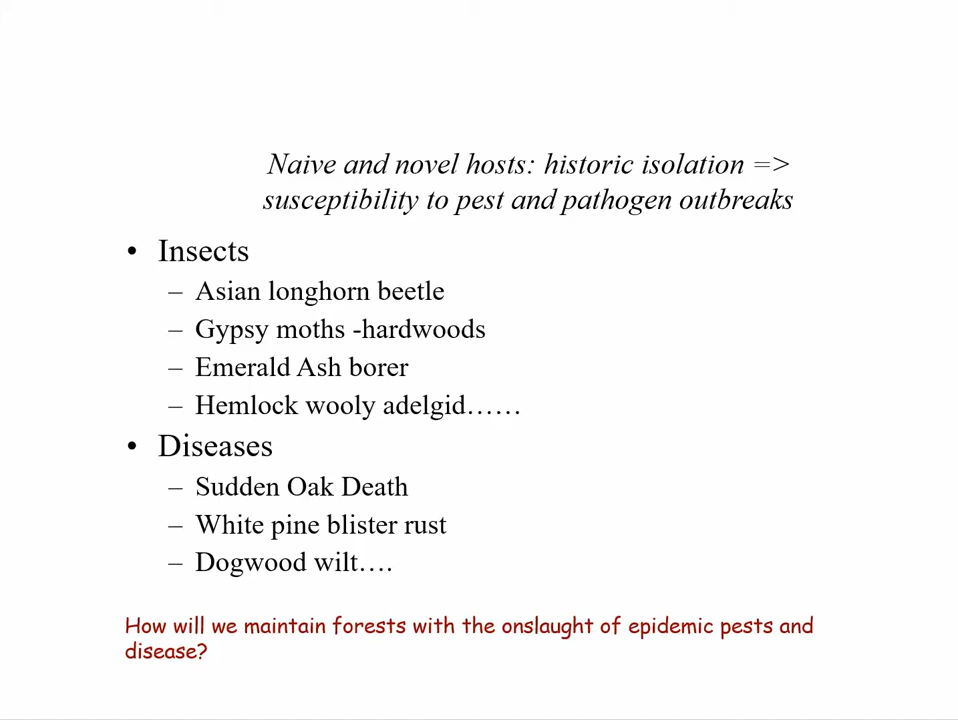 Naive and novel hosts: historic isolation =>
susceptibility to pest and pathogen outbreaks
• Insects
– Asian longhorn beetle
– Gypsy moths -hardwoods
– Emerald Ash borer
– Hemlock wooly adelgid……
• Diseases
– Sudden Oak Death
– White pine blister rust
– Dogwood wilt….
How will we maintain forests with the onslaught of epidemic pests and
disease?